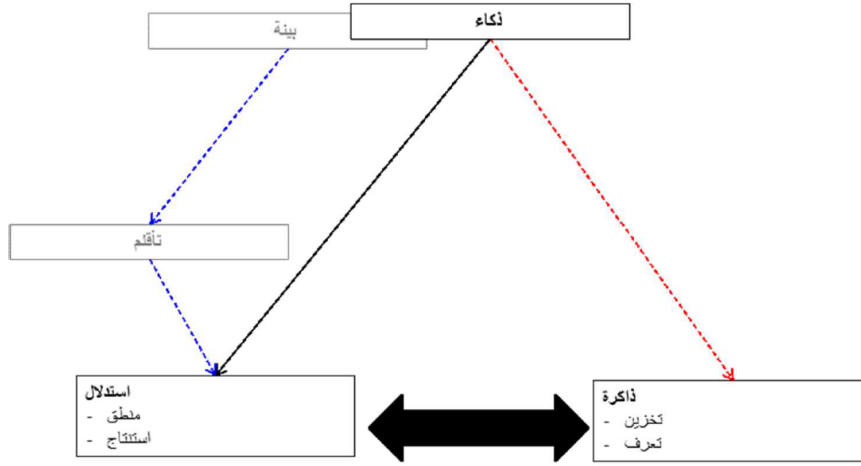 ذكاء
بيئة
تأقلم
استدلال
- منطق
- استنتاج
ذاكرة
- تخزين
- تعرف